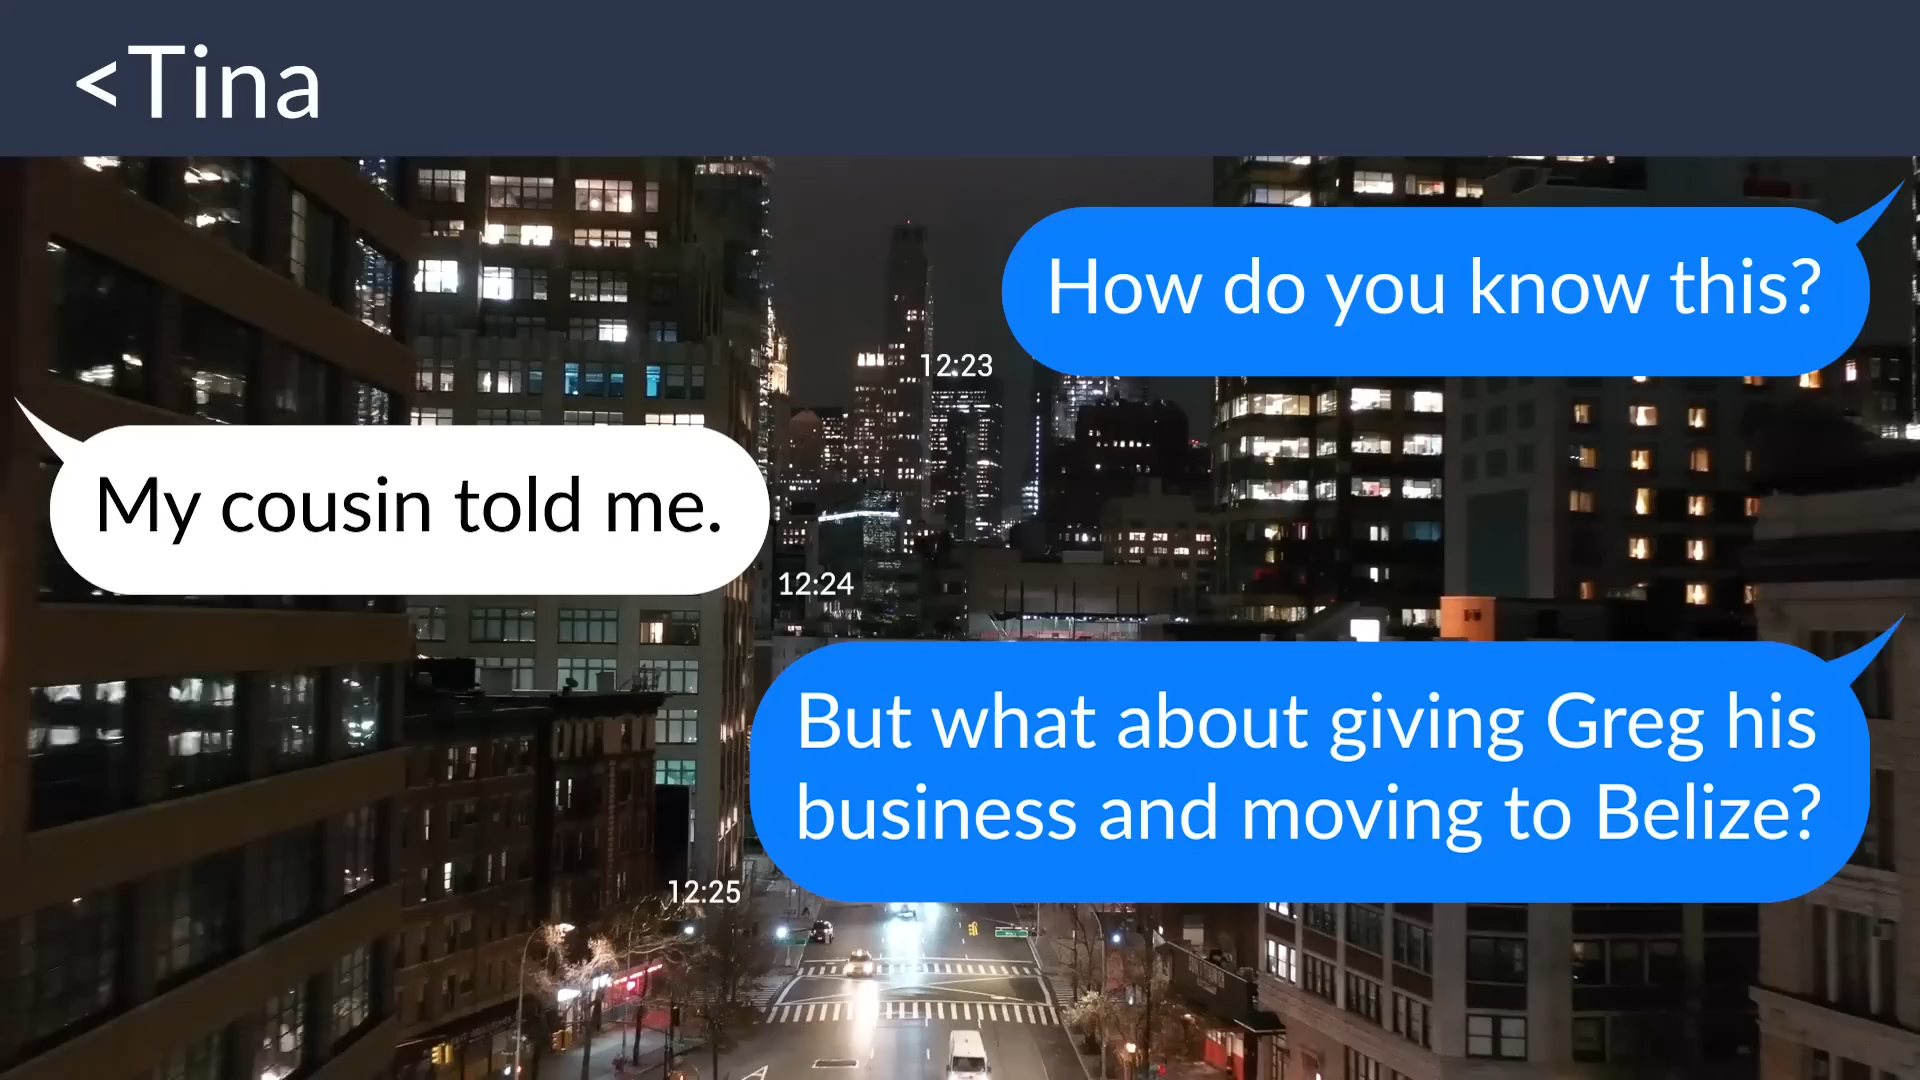 <Tina
How do you know this?
12:23
My cousin told me.
12:24
But what about giving Greg his
business and moving to Belize?
12:25